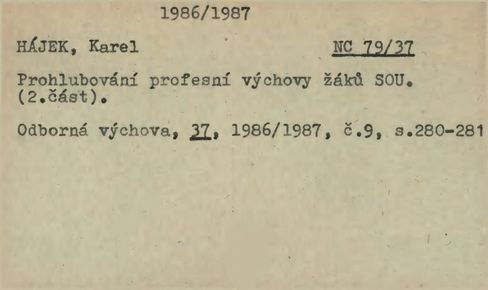 1986/1987
HÁJEK, Karel NC 79/37
Prohlubování profesní výchovy žáků SOU.
(2.část).
Odborná výchova, 37, 1986/1987, č.9, s.280-281